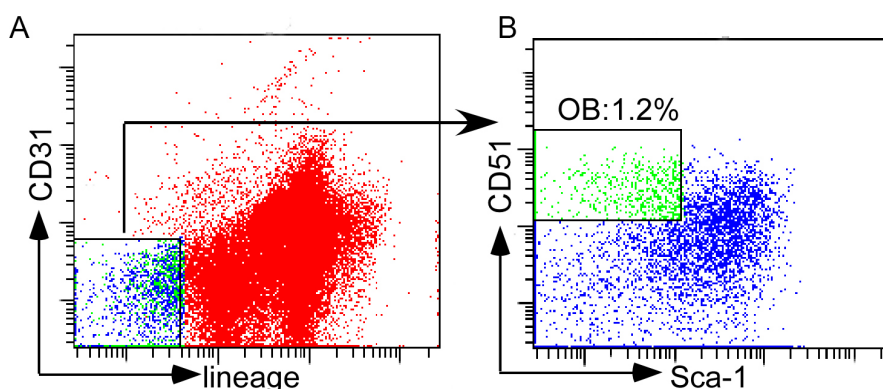 A
B
OB:1.2%
CD31
CD51
lineage
Sca-1